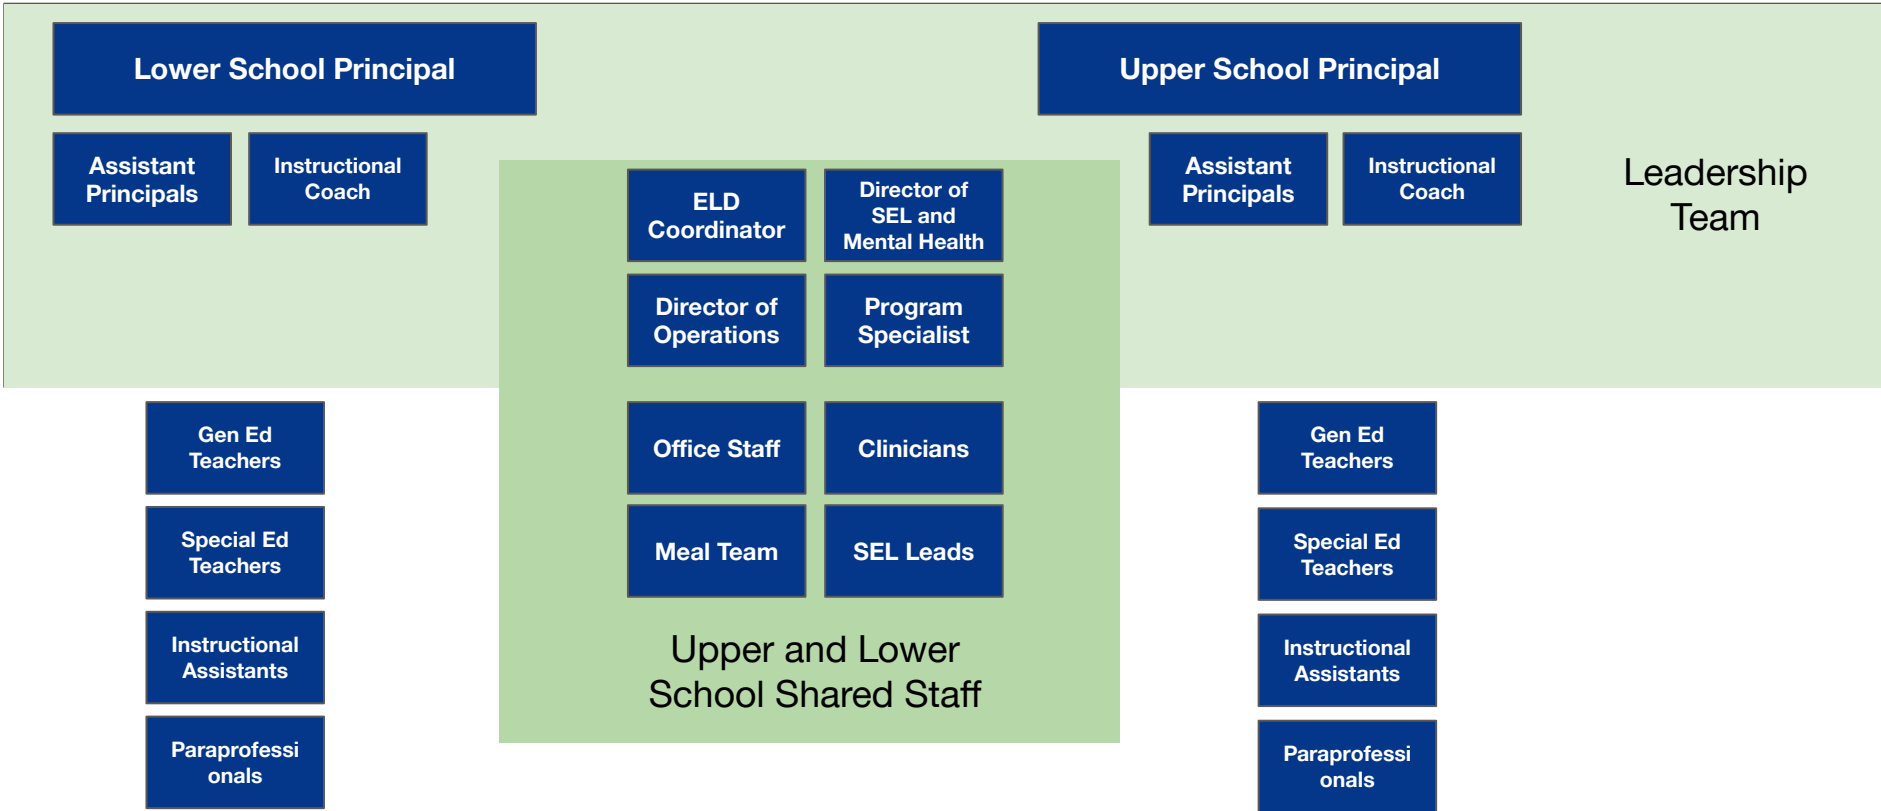 Lower School Principal
Upper School Principal
Assistant
Principals
Instructional
Coach
ELD
Coordinator
Director of
SEL and
Mental Health
Assistant
Principals
Instructional
Coach
Leadership
Team
Director of
Operations
Program
Specialist
Gen Ed
Teachers
Office Staff
Clinicians
Gen Ed
Teachers
Special Ed
Teachers
Meal Team
SEL Leads
Special Ed
Teachers
Instructional
Assistants
Upper and Lower
School Shared Staff
Instructional
Assistants
Paraprofessi
onals
Paraprofessi
onals